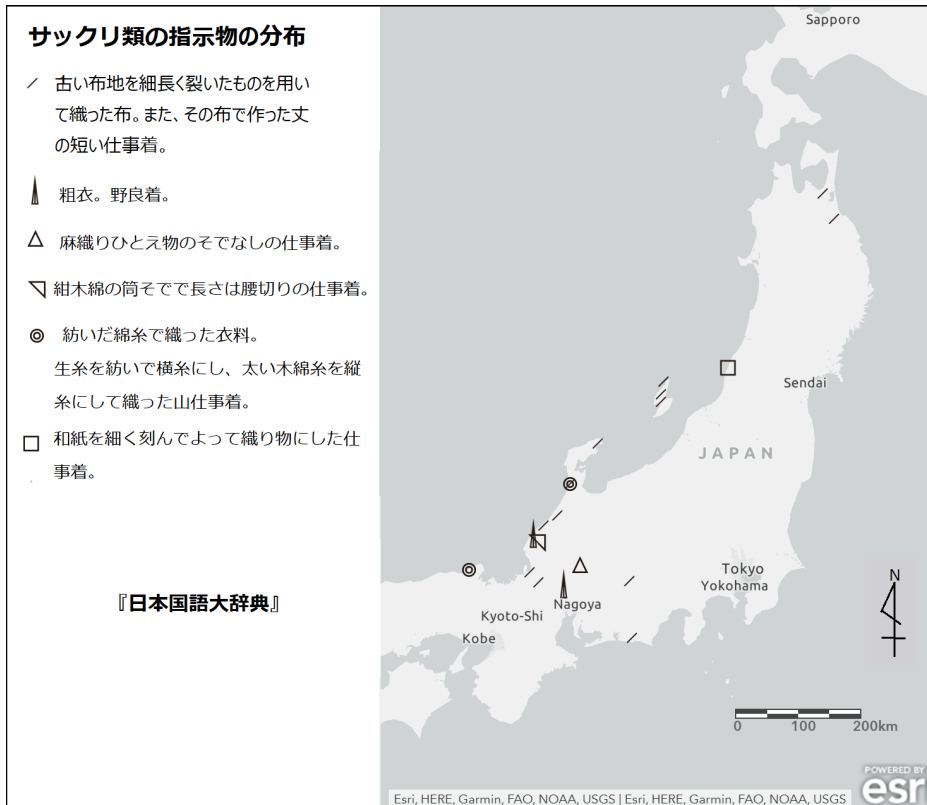 サックリ類の指示物の分布
古い布地を細長く裂いたものを用い
て織った布。また、その布で作った丈
の短い仕事着。
粗衣。野良着。
麻織りひとえ物のそでなしの仕事着。
紺木綿の筒そでで長さは腰切りの仕事着。
紡いだ綿糸で織った衣料。
生糸を紡いで横糸にし、太い木綿糸を縦
糸にして織った山仕事着。
和紙を細く刻んでよって織り物にした仕
事着。
『日本国語大辞典』
Sapporo
Sendai
JAPAN
Tokyo
Yokohama
Nagoya
Kyoto-Shi
Kobe
N
0 100 200km
POWERED BY
esri
Esri, HERE, Garmin, FAO, NOAA, USGS | Esri, HERE, Garmin, FAO, NOAA, USGS